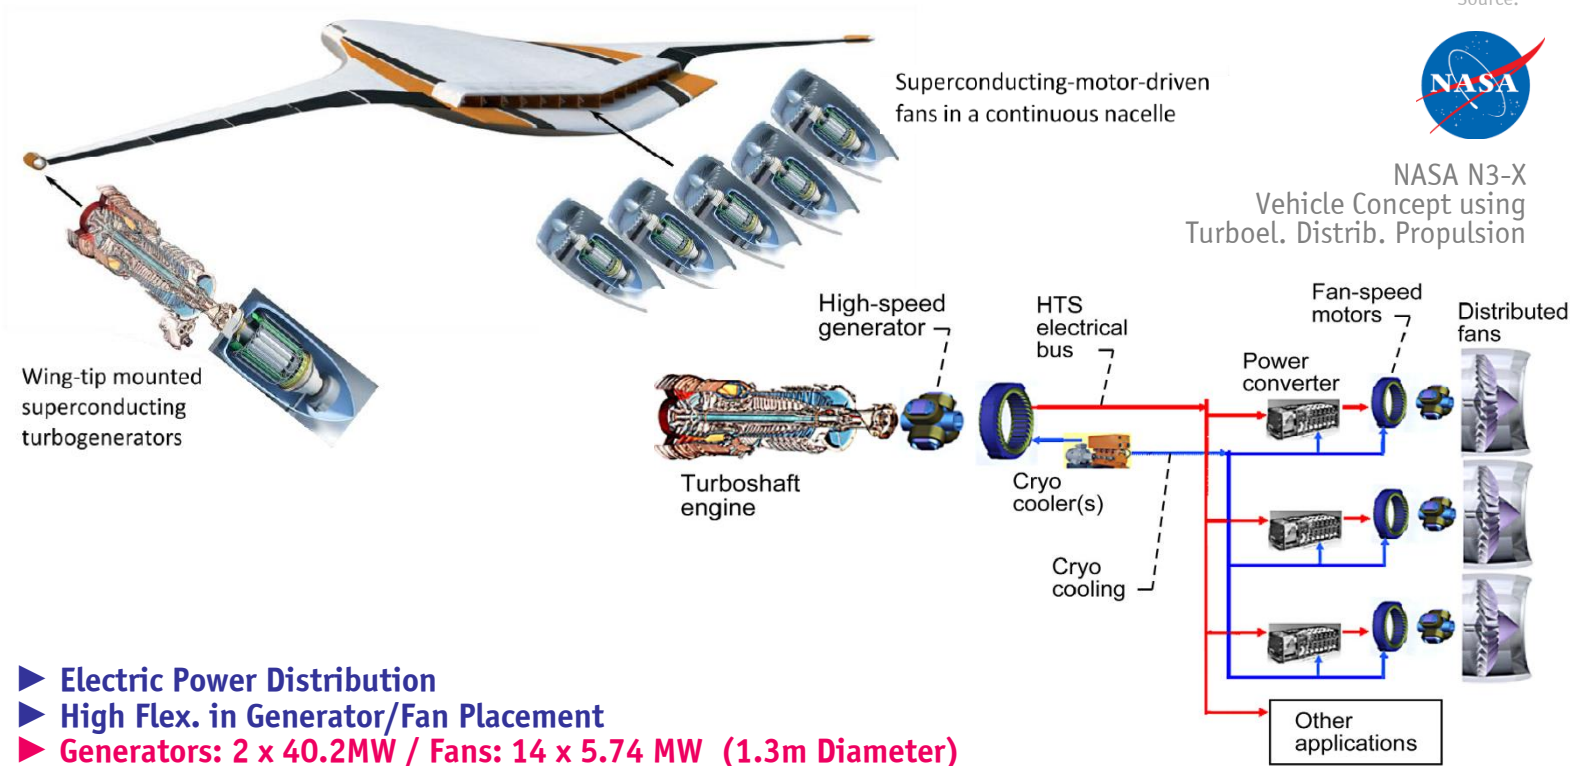 Source:
Superconducting-motor-driven
fans in a continuous nacelle
NASA
NASA N3-X
Vehicle Concept using
Turboel. Distrib. Propulsion
Wing-tip mounted
superconducting
turbogenerators
High-speed
generator
HTS
electrical
bus
Fan-speed
motors
Distributed
fans
Power
converter
Turboshaft
engine
Cryo
cooler(s)
Cryo
cooling
Other
applications
► Electric Power Distribution
► High Flex. in Generator/Fan Placement
► Generators: 2 x 40.2MW / Fans: 14 x 5.74 MW (1.3m Diameter)